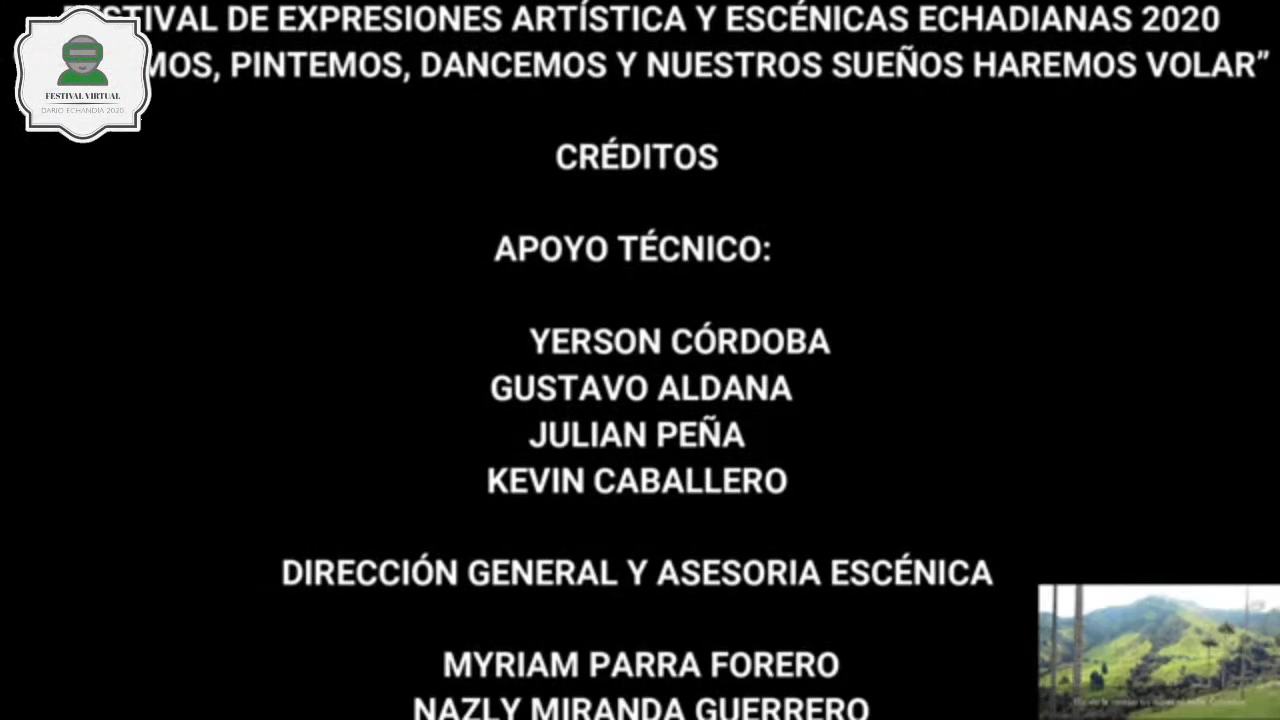 FESTIVAL DE EXPRESIONES ARTÍSTICA Y ESCÉNICAS ECHADIANAS 2020
MOS, PINTEMOS, DANCEMOS Y NUESTROS SUEÑOS HAREMOS VOLAR”
FESTIVAL VIRTUAL
DARIO ECHANDIA 2020
CRÉDITOS
APOYO TÉCNICO:
YERSON CÓRDOBA
GUSTAVO ALDANA
JULIAN PEÑA
KEVIN CABALLERO
DIRECCIÓN GENERAL Y ASESORIA ESCÉNICA
MYRIAM PARRA FORERO
NAZLY MIRANDA GUERRERO